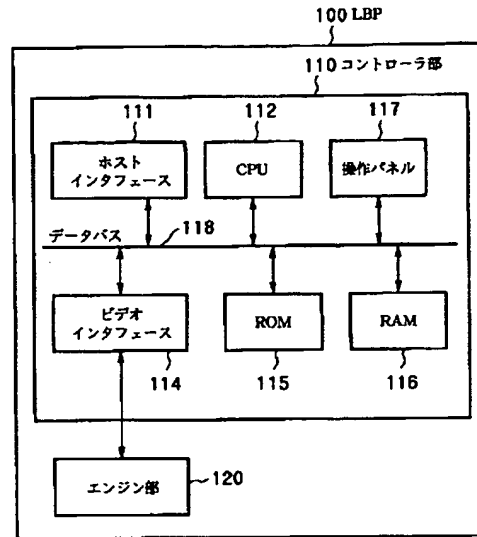 100 LBP
110 コントローラ部
111
112
117
ホスト
インタフェース
CPU
操作パネル
データバス
118
ビデオ
インタフェース
ROM
RAM
114
115
116
エンジン部
120